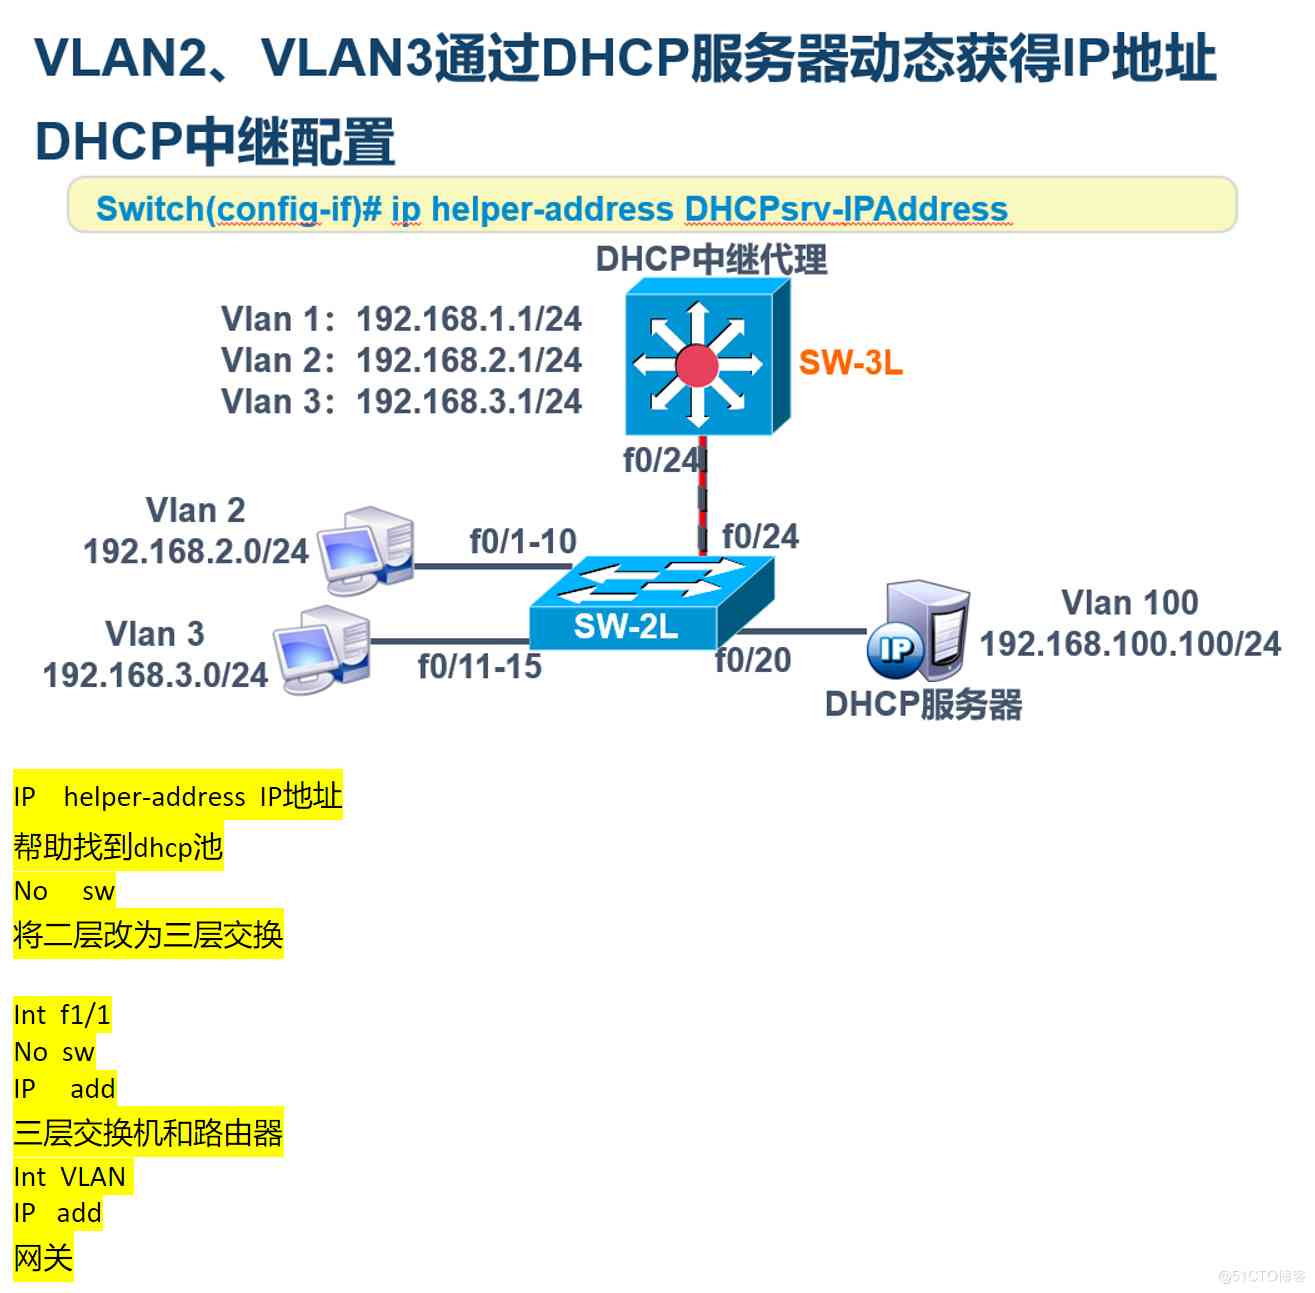 VLAN2、VLAN3通过DHCP服务器动态获得IP地址
DHCP中继配置
Switch(config-if)# ip helper-address DHCPsrv-IPAddress
DHCP中继代理
Vlan 1：192.168.1.1/24
Vlan 2：192.168.2.1/24
Vlan 3：192.168.3.1/24
SW-3L
f0/24
Vlan 2
192.168.2.0/24
f0/1-10
f0/24
Vlan 3
192.168.3.0/24
f0/11-15
SW-2L
f0/20
IP
Vlan 100
192.168.100.100/24
DHCP服务器
IP helper-address IP地址
帮助找到dhcp池
No sw
将二层改为三层交换
Int f1/1
No sw
IP add
三层交换机和路由器
Int VLAN
IP add
网关
@51CTO博客